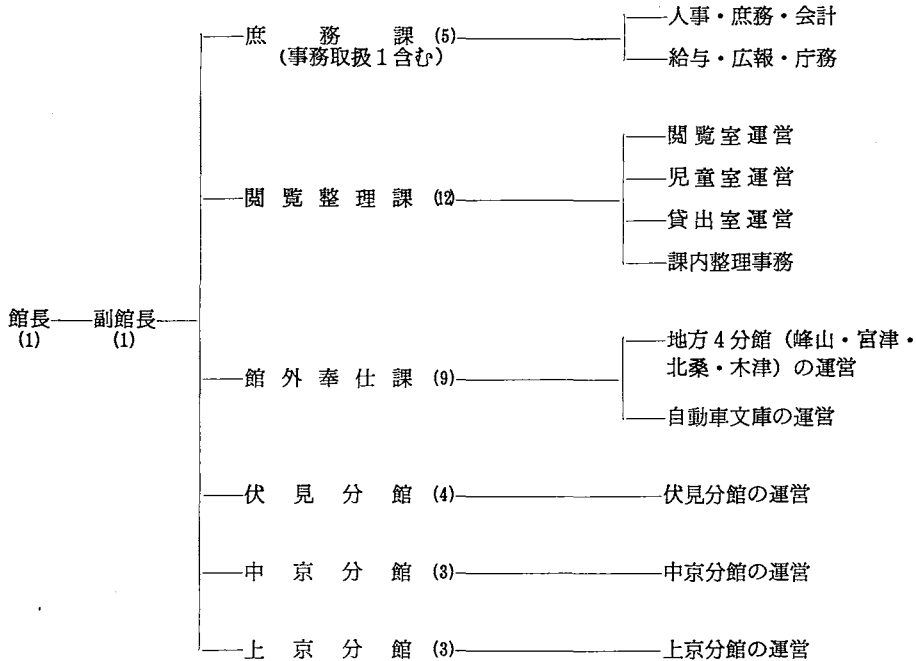 庶務課 (5)
(事務取扱1含む)
人事・庶務・会計
給与・広報・庁務
閲覧整理課 (12)
閲覧室運営
児童室運営
貸出室運営
課内整理事務
館長
(1)
副館長
(1)
館外奉仕課 (9)
地方4分館 (峰山・宮津・
北桑・木津) の運営
自動車文庫の運営
伏見分館 (4)
伏見分館の運営
中京分館 (3)
中京分館の運営
上京分館 (3)
上京分館の運営